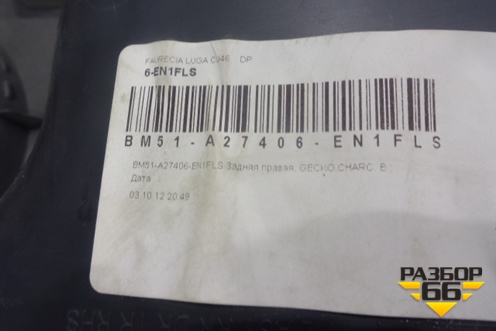 FAURECIA LUGA C346 DP
6-EN1FLS
BM51-A27406-EN1FLS
BM51-A27406-EN1FLS Задняя правая, GECKO CHARC. B
Дата
03.10.12 20:49
РАЗБОР
66